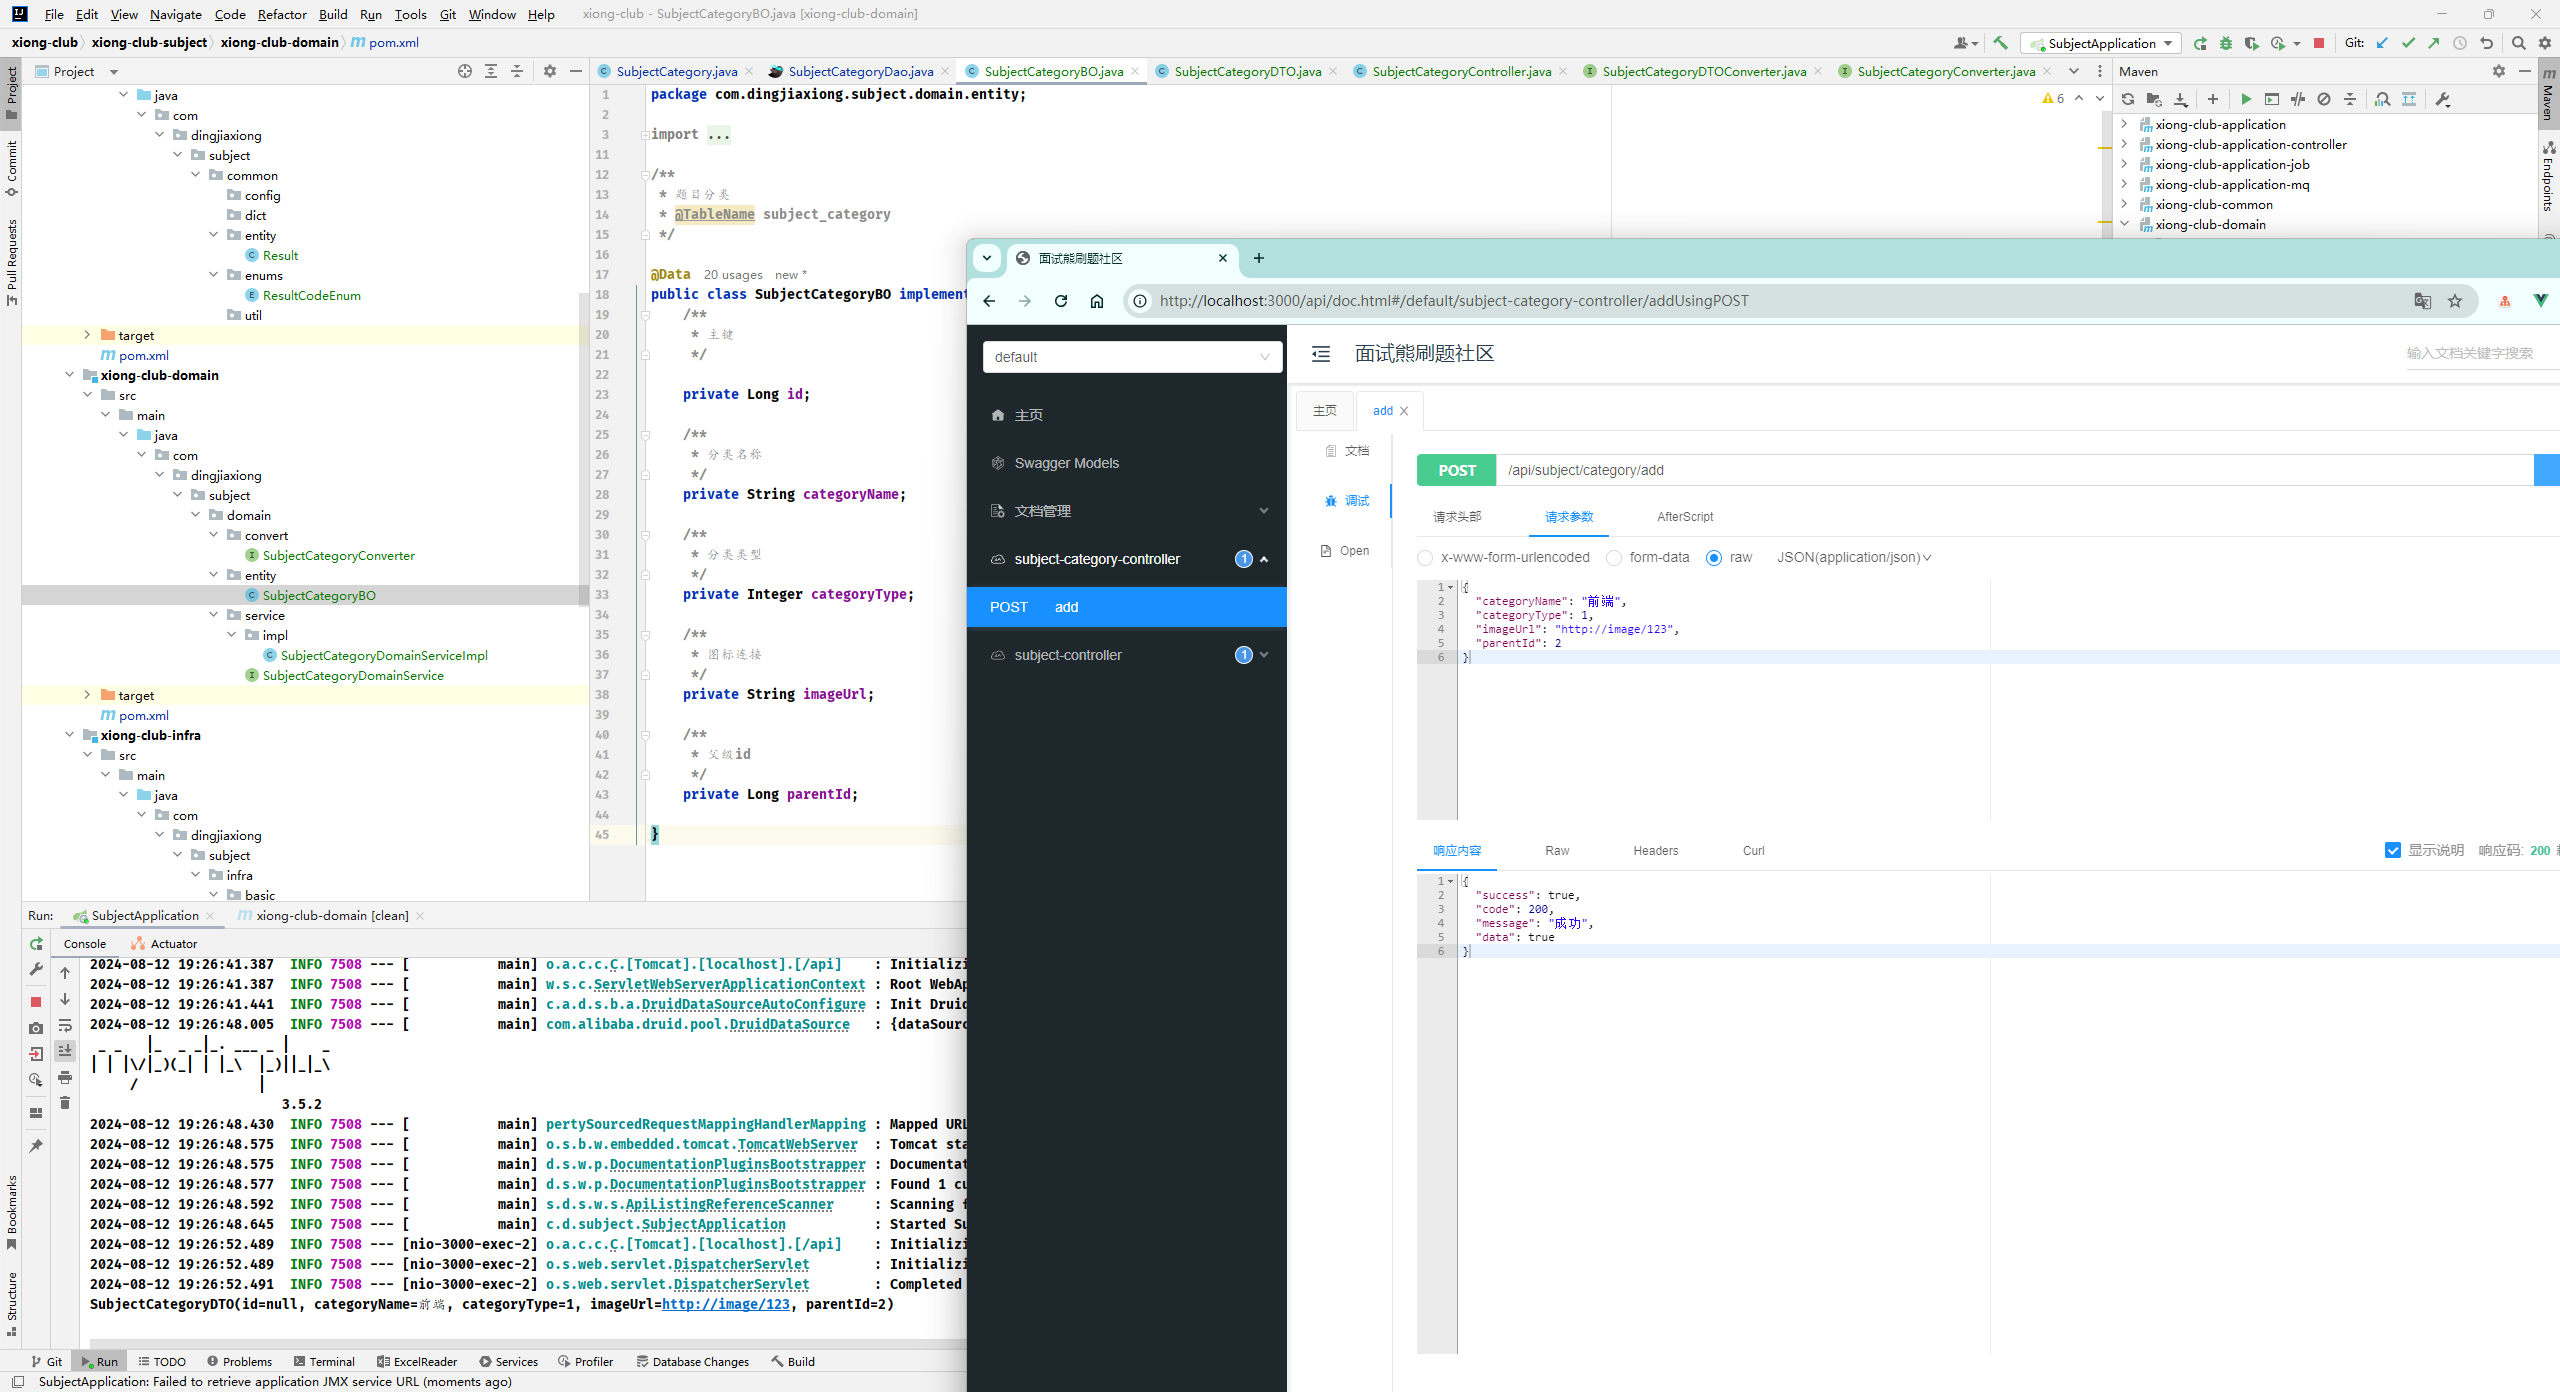 File Edit View Navigate Code Refactor Build Run Tools Git Window Help xiong-club - SubjectCategoryBO.java [xiong-club-domain]
xiong-club xiong-club-subject xiong-club-domain pom.xml
SubjectApplication Git:
Project
SubjectCategory.java SubjectCategoryDao.java SubjectCategoryBO.java SubjectCategoryDTO.java SubjectCategoryController.java SubjectCategoryDTOConverter.java SubjectCategoryConverter.java
Maven
Project
Commit
Pull Requests
Bookmarks
Structure
Maven
Endpoints
java
com
dingjiaxiong
subject
common
config
dict
entity
Result
enums
ResultCodeEnum
util
target
pom.xml
xiong-club-domain
src
main
java
com
dingjiaxiong
subject
domain
convert
SubjectCategoryConverter
entity
SubjectCategoryBO
service
impl
SubjectCategoryDomainServiceImpl
SubjectCategoryDomainService
target
pom.xml
xiong-club-infra
src
main
java
com
dingjiaxiong
subject
infra
basic
1 package com.dingjiaxiong.subject.domain.entity;
2
3 import ...
11
12 /**
13 * 题目分类
14 * @TableName subject_category
15 */
16
17 @Data 20 usages new *
18 public class SubjectCategoryBO implement
19 /**
20 * 主键
21 */
22
23 private Long id;
24
25 /**
26 * 分类名称
27 */
28 private String categoryName;
29
30 /**
31 * 分类类型
32 */
33 private Integer categoryType;
34
35 /**
36 * 图标连接
37 */
38 private String imageUrl;
39
40 /**
41 * 父级id
42 */
43 private Long parentId;
44
45 }
6
xiong-club-application
xiong-club-application-controller
xiong-club-application-job
xiong-club-application-mq
xiong-club-common
xiong-club-domain
面试熊刷题社区
http://localhost:3000/api/doc.html#/default/subject-category-controller/addUsingPOST
default
主页
Swagger Models
文档管理
subject-category-controller 1
POST add
subject-controller 1
面试熊刷题社区
输入文档关键字搜索
主页 add
文档
调试
Open
POST /api/subject/category/add
请求头部 请求参数 AfterScript
x-www-form-urlencoded form-data raw JSON(application/json)
1 {
2 "categoryName": "前端",
3 "categoryType": 1,
4 "imageUrl": "http://image/123",
5 "parentId": 2
6 }
响应内容 Raw Headers Curl 显示说明 响应码: 200
1 {
2 "success": true,
3 "code": 200,
4 "message": "成功",
5 "data": true
6 }
Run: SubjectApplication xiong-club-domain [clean]
Console Actuator
2024-08-12 19:26:41.387 INFO 7508 --- [ main] o.a.c.c.C.[Tomcat].[localhost].[/api] : Initializi
2024-08-12 19:26:41.387 INFO 7508 --- [ main] w.s.c.ServletWebServerApplicationContext : Root WebAp
2024-08-12 19:26:41.441 INFO 7508 --- [ main] c.a.d.s.b.a.DruidDataSourceAutoConfigure : Init Druid
2024-08-12 19:26:48.005 INFO 7508 --- [ main] com.alibaba.druid.pool.DruidDataSource : {dataSourc
_ _ |_ _ _|_. ___ _ | _
| | |\/|_)(_| | |_\ |_)||_|_\
/ |
3.5.2
2024-08-12 19:26:48.430 INFO 7508 --- [ main] pertySourcedRequestMappingHandlerMapping : Mapped URL
2024-08-12 19:26:48.575 INFO 7508 --- [ main] o.s.b.w.embedded.tomcat.TomcatWebServer : Tomcat sta
2024-08-12 19:26:48.575 INFO 7508 --- [ main] d.s.w.p.DocumentationPluginsBootstrapper : Documentat
2024-08-12 19:26:48.577 INFO 7508 --- [ main] d.s.w.p.DocumentationPluginsBootstrapper : Found 1 cu
2024-08-12 19:26:48.592 INFO 7508 --- [ main] s.d.s.w.s.ApiListingReferenceScanner : Scanning f
2024-08-12 19:26:48.645 INFO 7508 --- [ main] c.d.subject.SubjectApplication : Started Su
2024-08-12 19:26:52.489 INFO 7508 --- [nio-3000-exec-2] o.a.c.c.C.[Tomcat].[localhost].[/api] : Initializi
2024-08-12 19:26:52.489 INFO 7508 --- [nio-3000-exec-2] o.s.web.servlet.DispatcherServlet : Initializi
2024-08-12 19:26:52.491 INFO 7508 --- [nio-3000-exec-2] o.s.web.servlet.DispatcherServlet : Completed
SubjectCategoryDTO(id=null, categoryName=前端, categoryType=1, imageUrl=http://image/123, parentId=2)
Git Run TODO Problems Terminal ExcelReader Services Profiler Database Changes Build
SubjectApplication: Failed to retrieve application JMX service URL (moments ago)